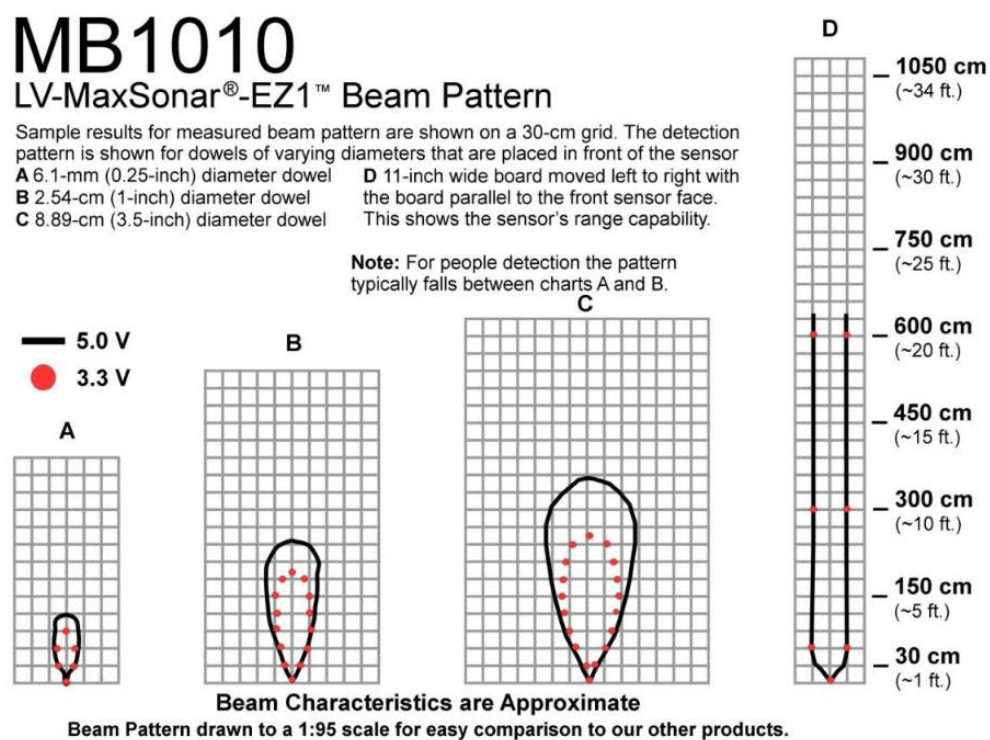 MB1010
LV-MaxSonar®-EZ1™ Beam Pattern
Sample results for measured beam pattern are shown on a 30-cm grid. The detection
pattern is shown for dowels of varying diameters that are placed in front of the sensor
A 6.1-mm (0.25-inch) diameter dowel
B 2.54-cm (1-inch) diameter dowel
C 8.89-cm (3.5-inch) diameter dowel
D 11-inch wide board moved left to right with
the board parallel to the front sensor face.
This shows the sensor's range capability.
Note: For people detection the pattern
typically falls between charts A and B.
5.0 V
3.3 V
A
B
C
D
1050 cm
(~34 ft.)
900 cm
(~30 ft.)
750 cm
(~25 ft.)
600 cm
(~20 ft.)
450 cm
(~15 ft.)
300 cm
(~10 ft.)
150 cm
(~5 ft.)
30 cm
(~1 ft.)
Beam Characteristics are Approximate
Beam Pattern drawn to a 1:95 scale for easy comparison to our other products.